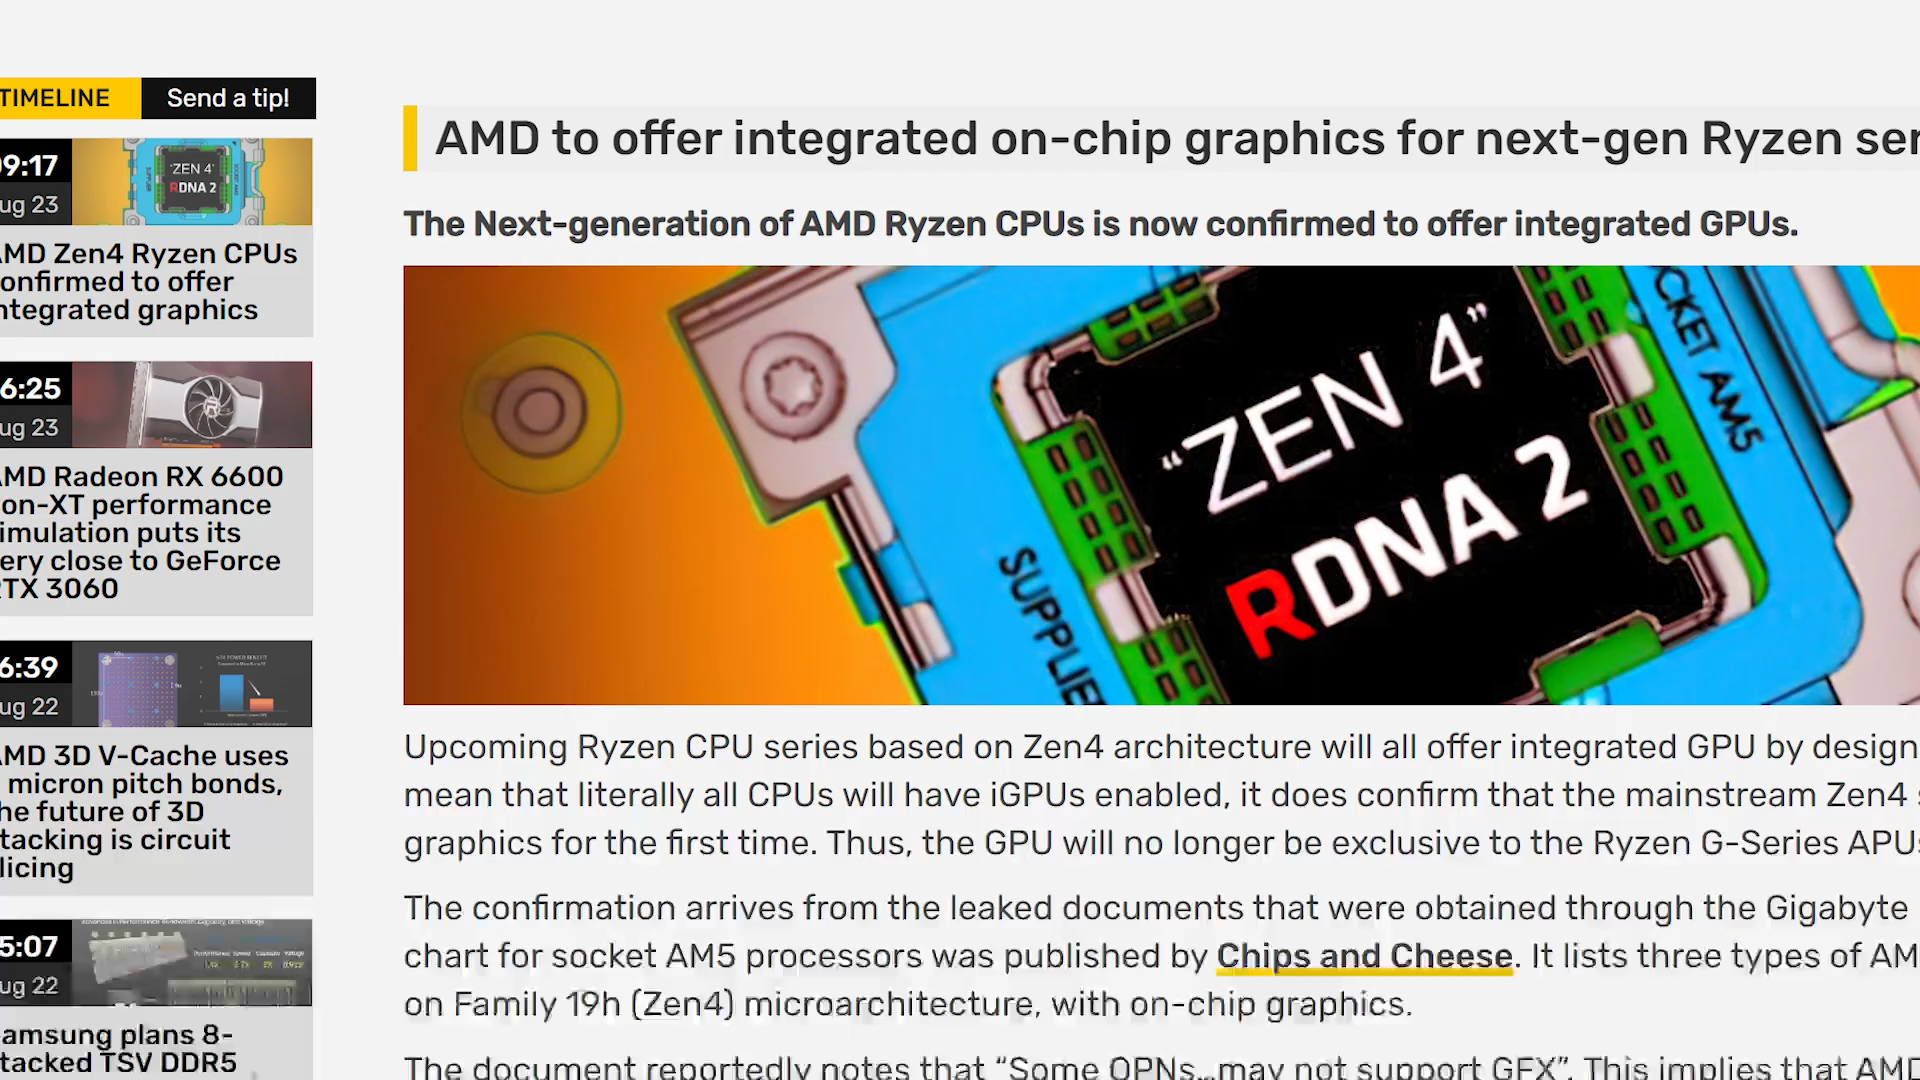 TIMELINE
Send a tip!
09:17
ug 23
"ZEN 4"
RDNA 2
AMD Zen4 Ryzen CPUs
onfirmed to offer
ntegrated graphics
6:25
ug 23
AMD Radeon RX 6600
on-XT performance
imulation puts its
ery close to GeForce
RTX 3060
6:39
ug 22
AMD 3D V-Cache uses
micron pitch bonds,
he future of 3D
tacking is circuit
licing
5:07
ug 22
amsung plans 8-
tacked TSV DDR5
AMD to offer integrated on-chip graphics for next-gen Ryzen ser
The Next-generation of AMD Ryzen CPUs is now confirmed to offer integrated GPUs.
"ZEN 4"
RDNA 2
CKET AM5
SUPPLIE
Upcoming Ryzen CPU series based on Zen4 architecture will all offer integrated GPU by design
mean that literally all CPUs will have iGPUs enabled, it does confirm that the mainstream Zen4 s
graphics for the first time. Thus, the GPU will no longer be exclusive to the Ryzen G-Series APUs
The confirmation arrives from the leaked documents that were obtained through the Gigabyte
chart for socket AM5 processors was published by Chips and Cheese. It lists three types of AM
on Family 19h (Zen4) microarchitecture, with on-chip graphics.
The document reportedly notes that “Some OPNs…may not support GFX”. This implies that AMD